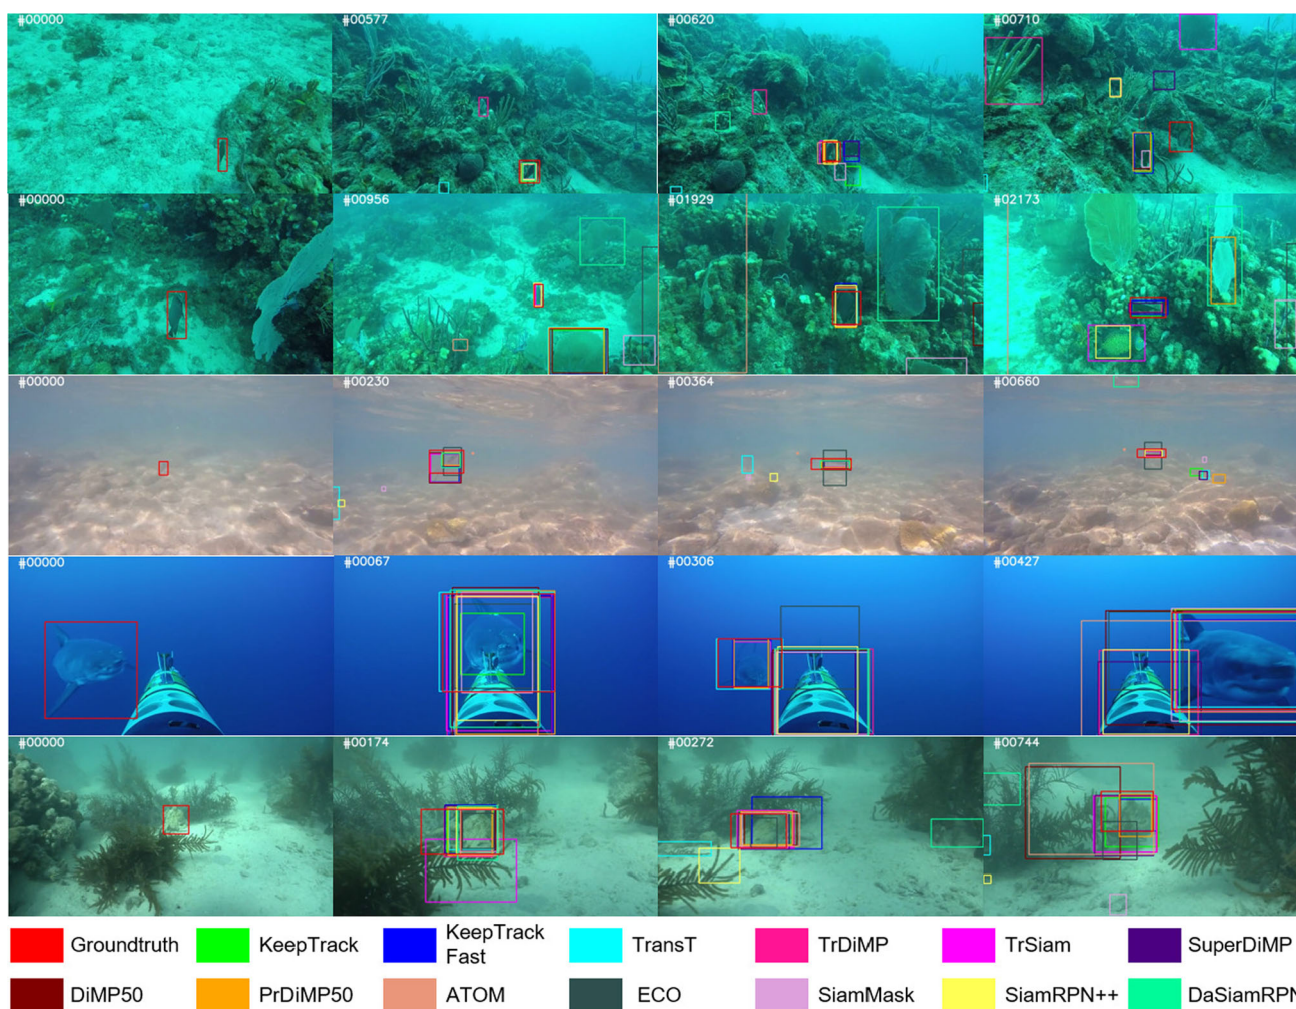 #00000 #00577 #00620 #00710
#00000 #00956 #01929 #02173
#00000 #00230 #00364 #00660
#00000 #00067 #00306 #00427
#00000 #00174 #00272 #00744
Groundtruth KeepTrack KeepTrack Fast TransT TrDiMP TrSiam SuperDiMP
DiMP50 PrDiMP50 ATOM ECO SiamMask SiamRPN++ DaSiamRPN